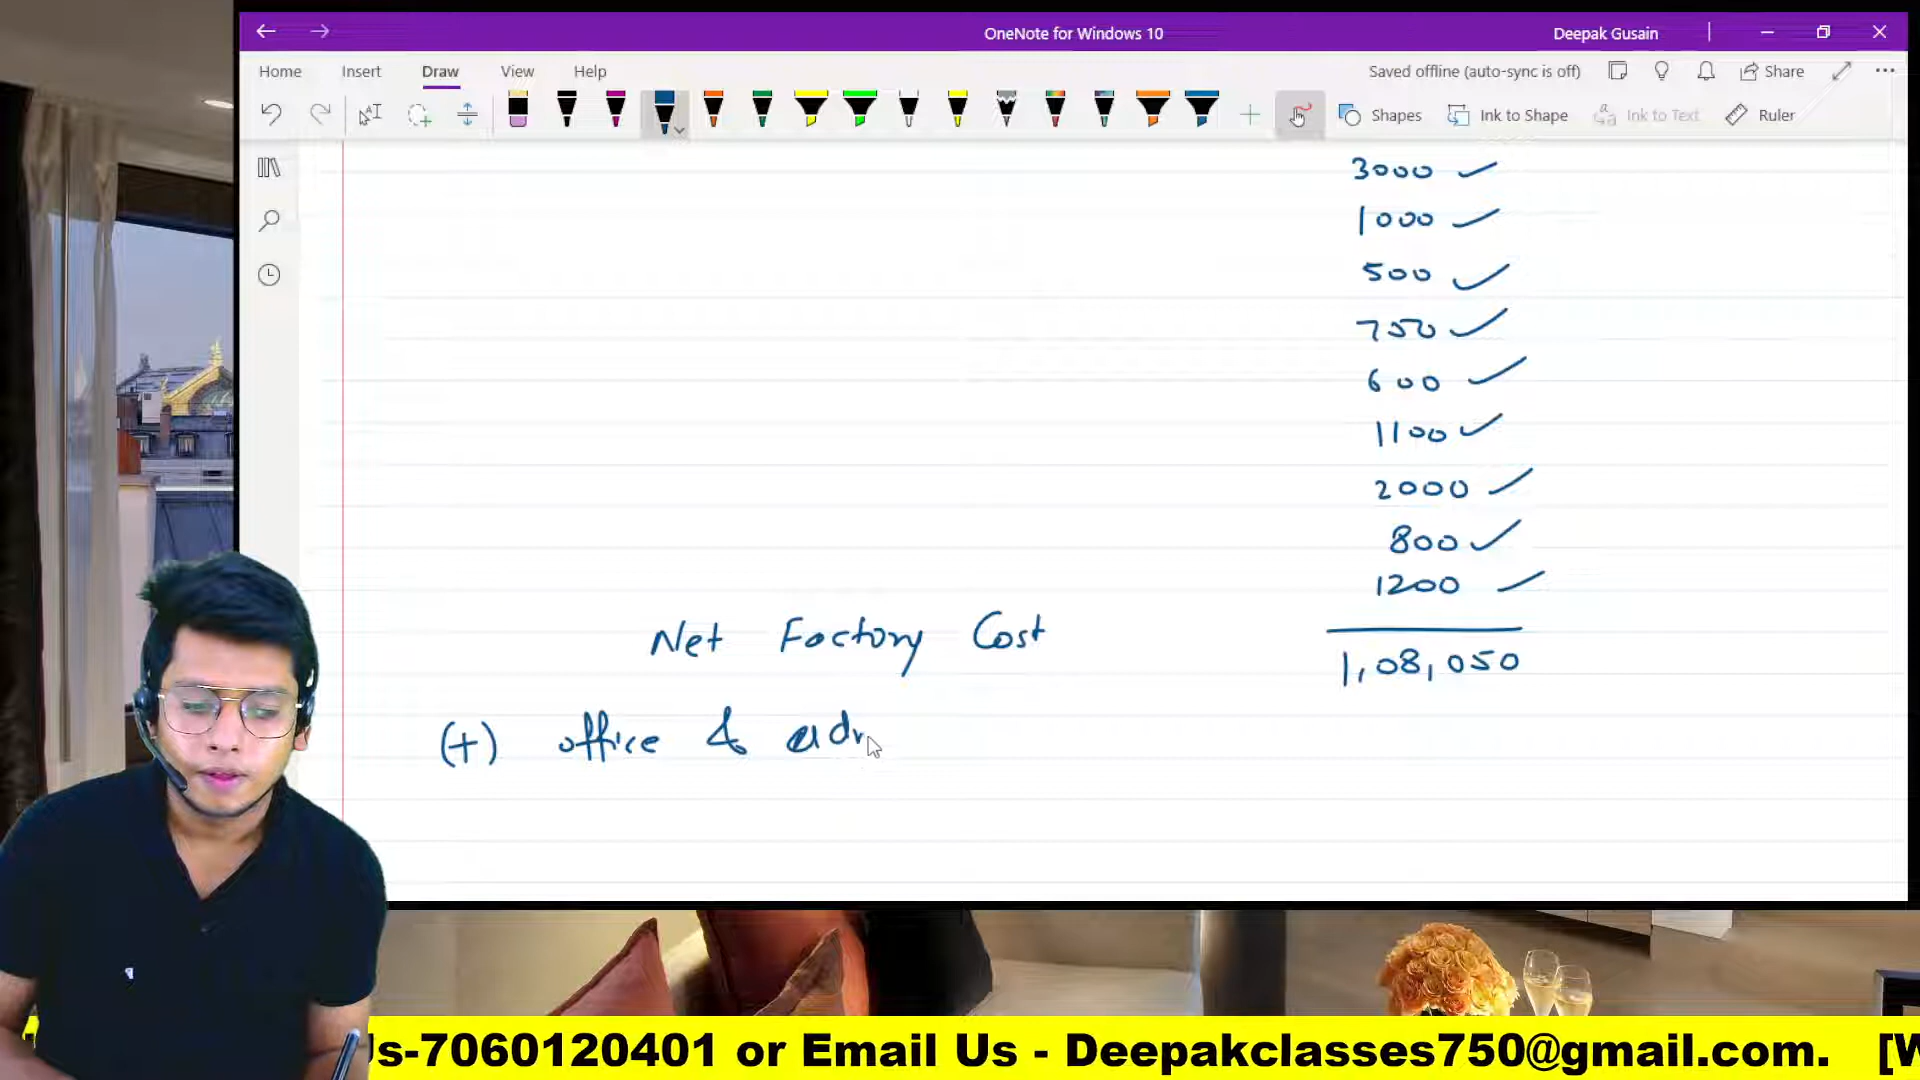 OneNote for Windows 10
Deepak Gusain
Home Insert Draw View Help
Saved offline (auto-sync is off)
Share
Shapes
Ink to Shape
Ink to Text
Ruler
3000
1000
500
750
600
1100
2000
800
1200
Net Factory Cost
1,08,050
(+) office & adr
Us-7060120401 or Email Us - Deepakclasses750@gmail.com. [W